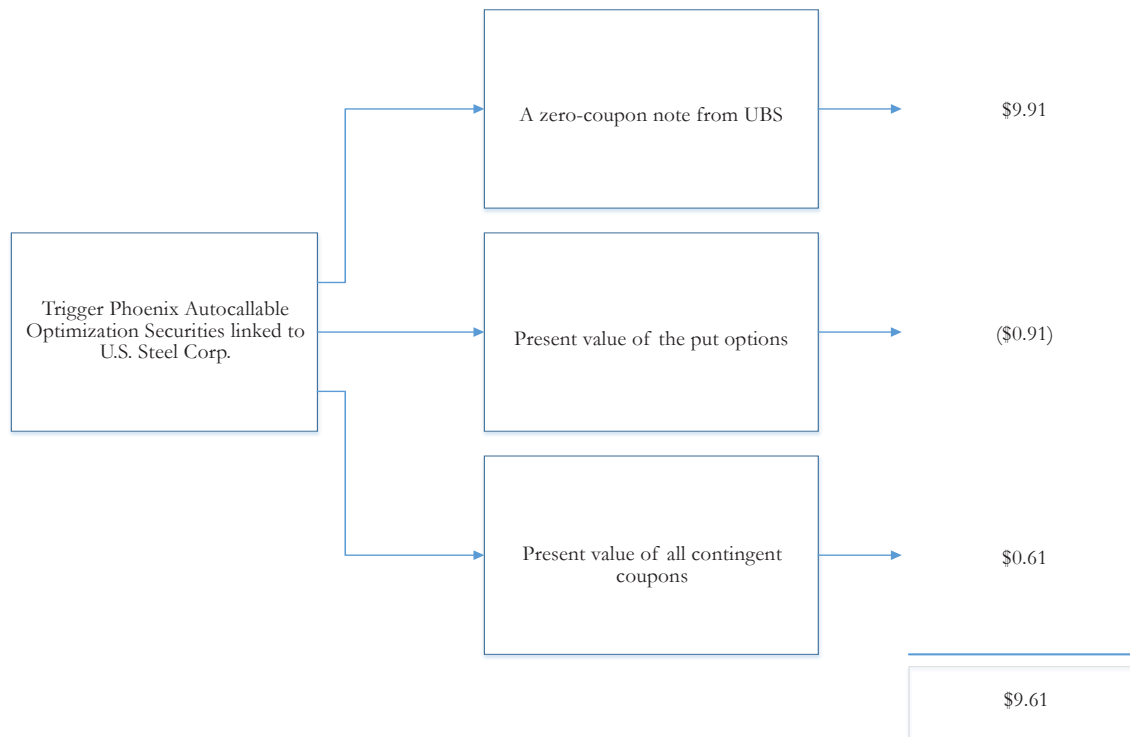 A zero-coupon note from UBS
$9.91
Trigger Phoenix Autocallable
Optimization Securities linked to
U.S. Steel Corp.
Present value of the put options
($0.91)
Present value of all contingent
coupons
$0.61
$9.61